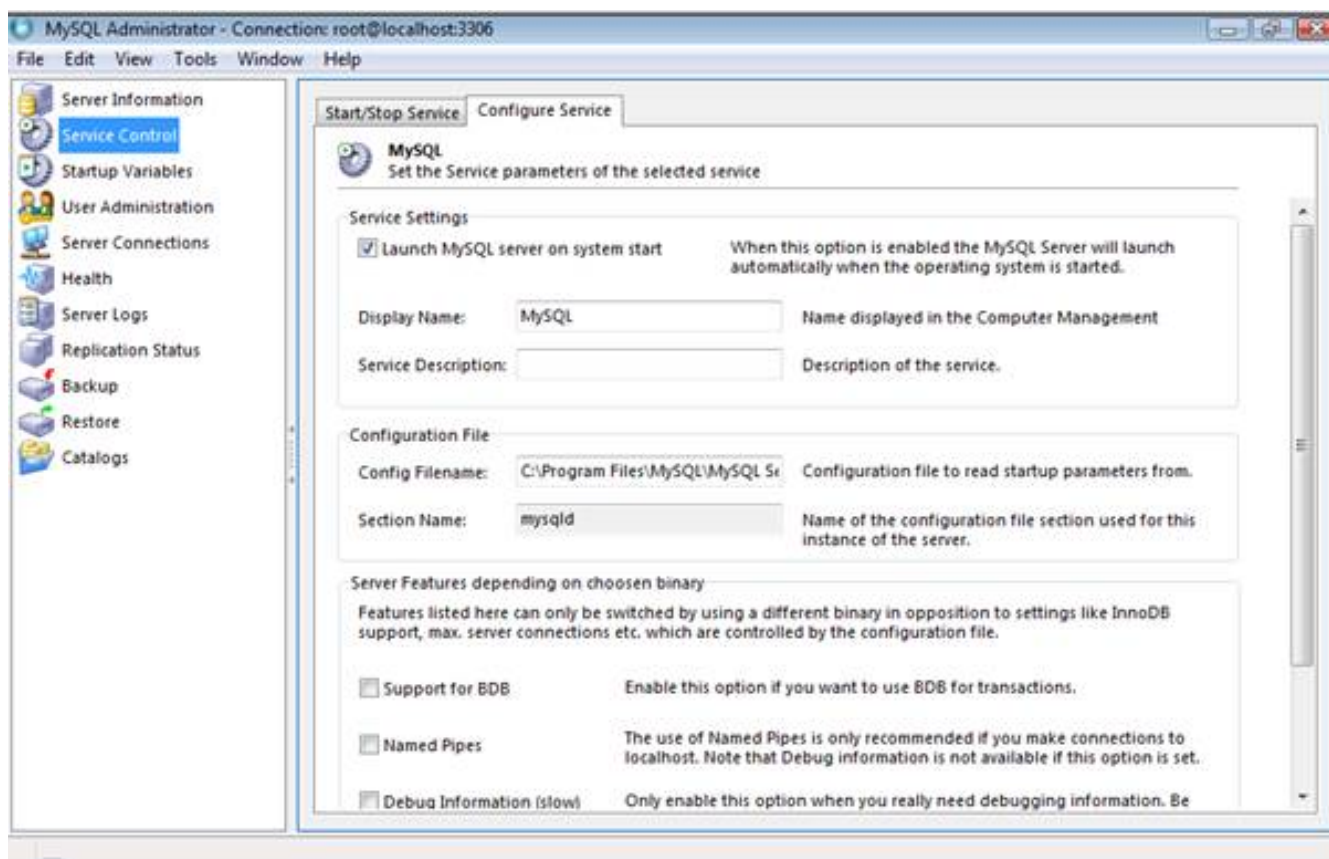 MySQL Administrator - Connection: root@localhost:3306
File Edit View Tools Window Help
Server Information
Service Control
Startup Variables
User Administration
Server Connections
Health
Server Logs
Replication Status
Backup
Restore
Catalogs
Start/Stop Service Configure Service
MySQL
Set the Service parameters of the selected service
Service Settings
Launch MySQL server on system start
When this option is enabled the MySQL Server will launch
automatically when the operating system is started.
Display Name: MySQL Name displayed in the Computer Management
Service Description: Description of the service.
Configuration File
Config Filename: C:\Program Files\MySQL\MySQL Se Configuration file to read startup parameters from.
Section Name: mysqld Name of the configuration file section used for this
instance of the server.
Server Features depending on choosen binary
Features listed here can only be switched by using a different binary in opposition to settings like InnoDB
support, max. server connections etc. which are controlled by the configuration file.
Support for BDB Enable this option if you want to use BDB for transactions.
Named Pipes The use of Named Pipes is only recommended if you make connections to
localhost. Note that Debug information is not available if this option is set.
Debug Information (slow) Only enable this option when you really need debugging information. Be